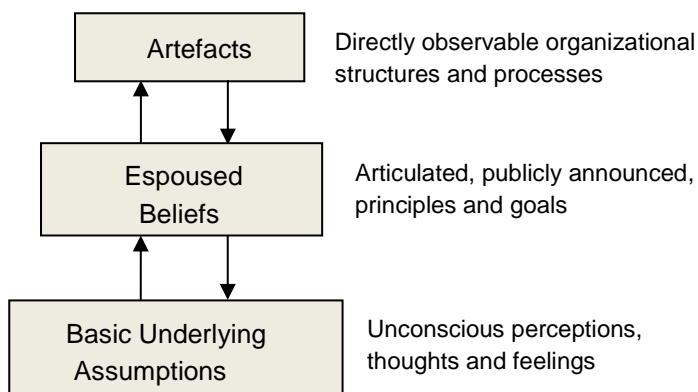 Artefacts
Directly observable organizational
structures and processes
Espoused
Beliefs
Articulated, publicly announced,
principles and goals
Basic Underlying
Assumptions
Unconscious perceptions,
thoughts and feelings